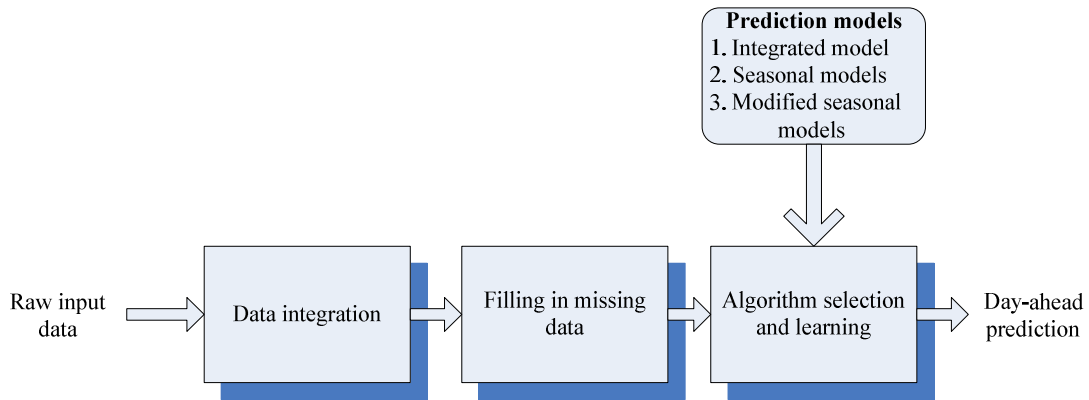 Prediction models
1. Integrated model
2. Seasonal models
3. Modified seasonal
models
Raw input
data
Data integration
Filling in missing
data
Algorithm selection
and learning
Day-ahead
prediction